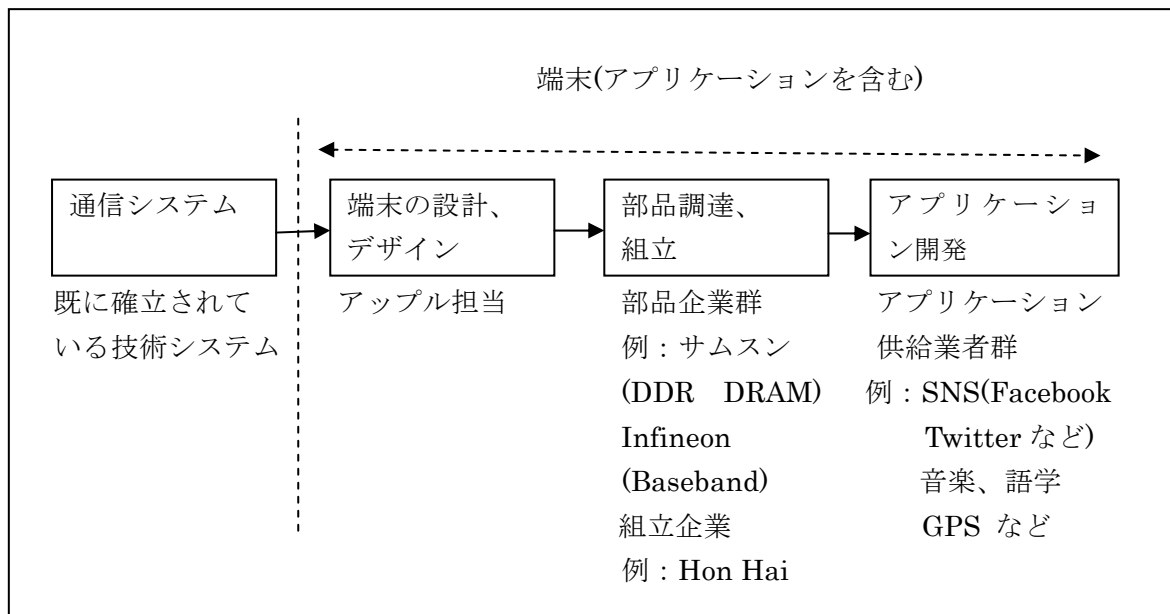 端末(アプリケーションを含む)
通信システム
端末の設計、
デザイン
部品調達、
組立
アプリケーショ
ン開発
既に確立されて
いる技術システム
アップル担当
部品企業群
例：サムスン
(DDR　DRAM)
Infineon
(Baseband)
組立企業
例：Hon Hai
アプリケーション
供給業者群
例：SNS(Facebook
Twitter など)
音楽、語学
GPS など